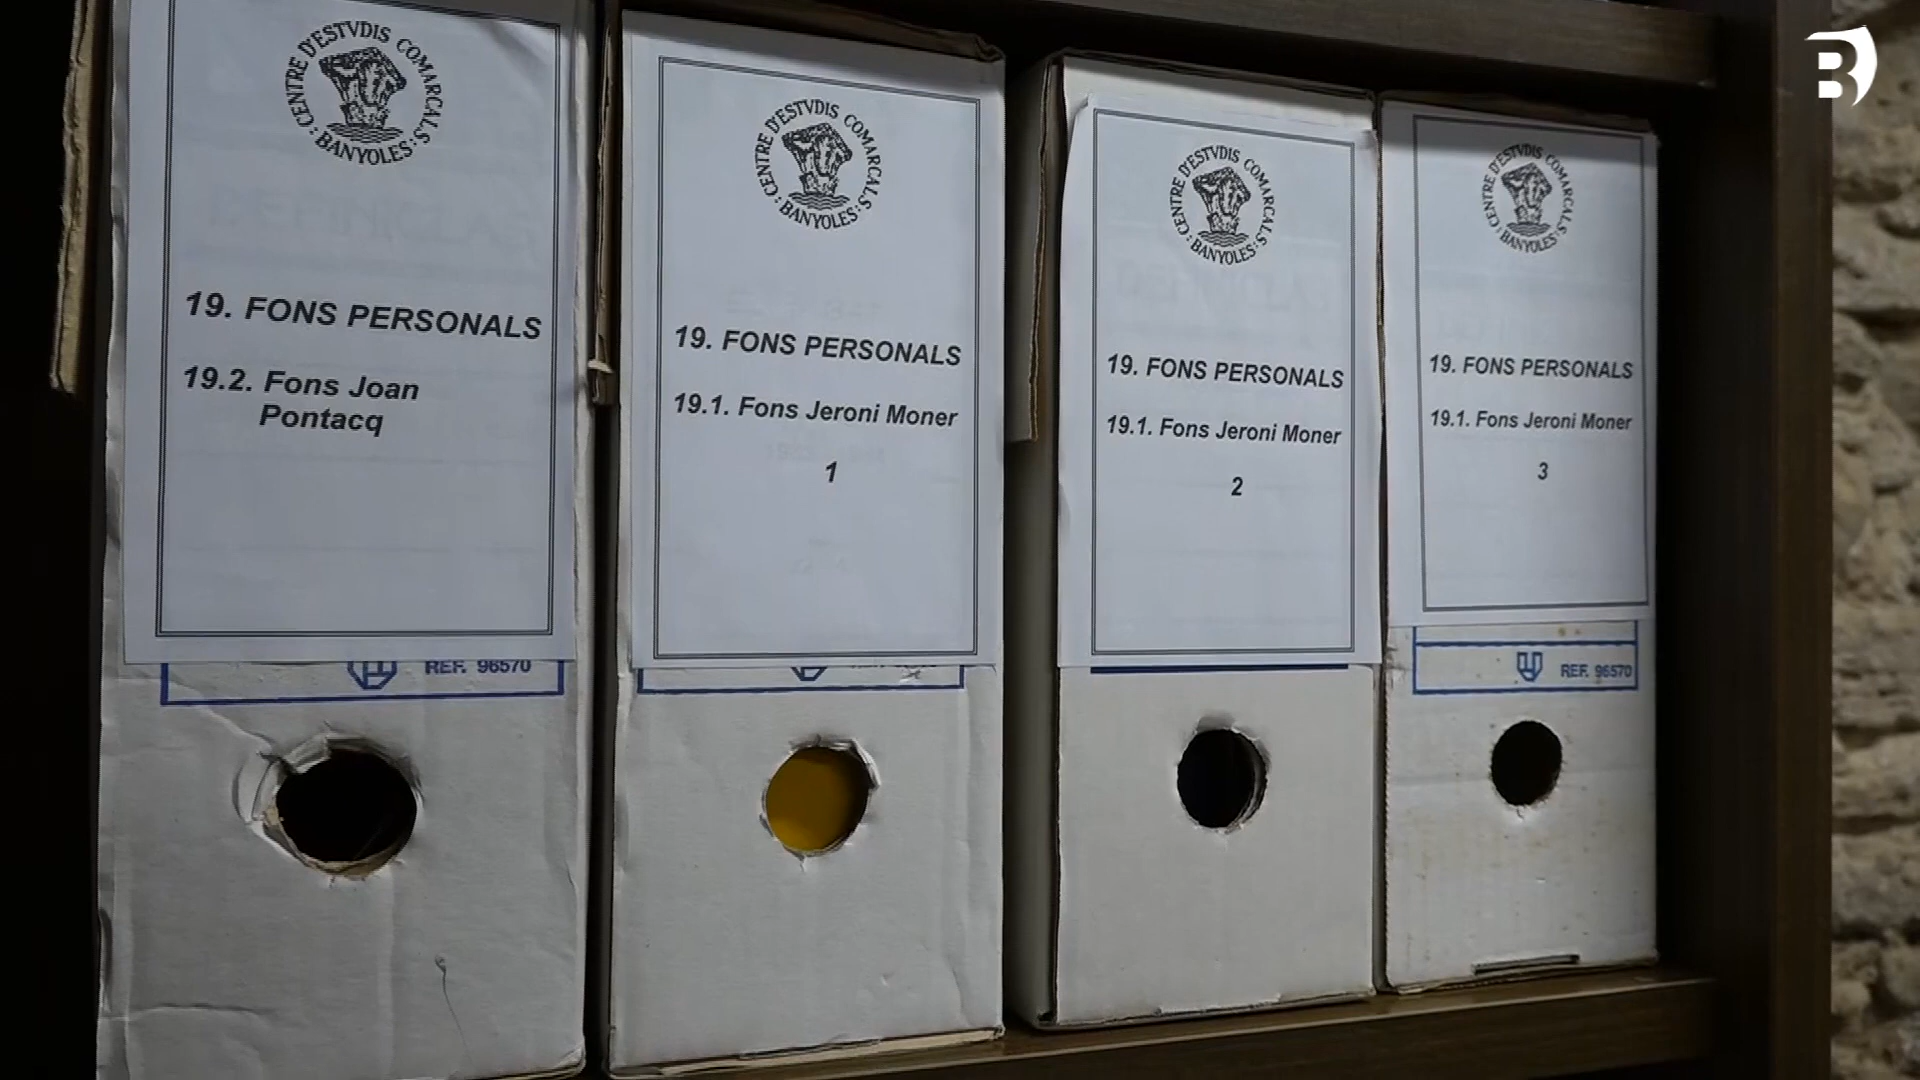 CENTRE D'ESTVDIS COMARCALS
: BANYOLES :
19. FONS PERSONALS
19.2. Fons Joan
Pontacq
REF. 96570
CENTRE D'ESTVDIS COMARCALS
: BANYOLES :
19. FONS PERSONALS
19.1. Fons Jeroni Moner
1
CENTRE D'ESTVDIS COMARCALS
: BANYOLES :
19. FONS PERSONALS
19.1. Fons Jeroni Moner
2
CENTRE D'ESTVDIS COMARCALS
: BANYOLES :
19. FONS PERSONALS
19.1. Fons Jeroni Moner
3
REF. 96570
B